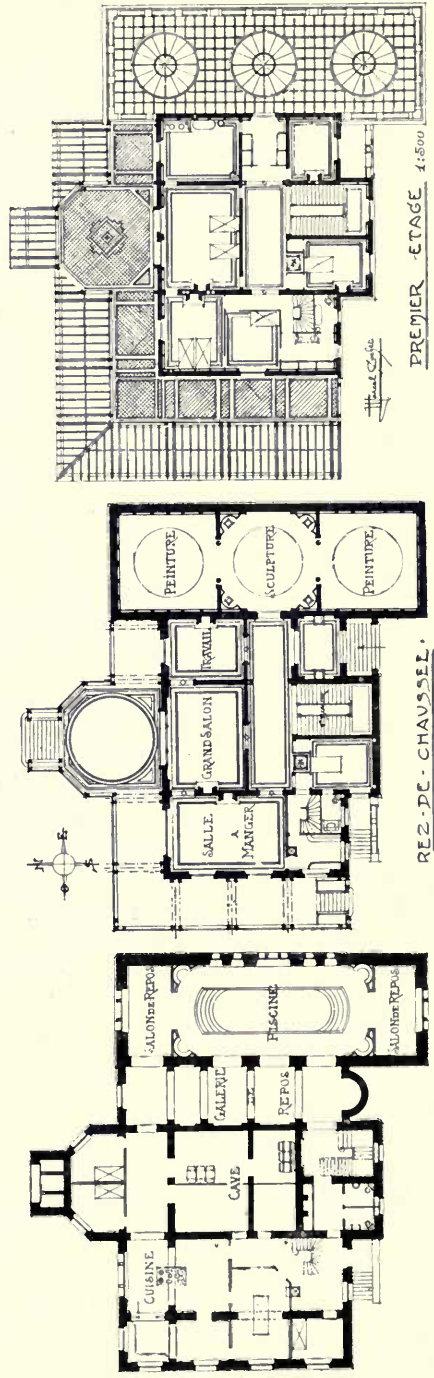 PREMIER ETAGE 1:500
PEINTURE
SCULPTURE
PEINTURE
TRAVAIL
GRAND SALON
SALLE
A
MANGER
N
E
S
O
REZ-DE-CHAUSSEE.
SALON DE REPOS
PISCINE
SALON DE REPOS
GALERIE
DE
REPOS
CAVE
CUISINE